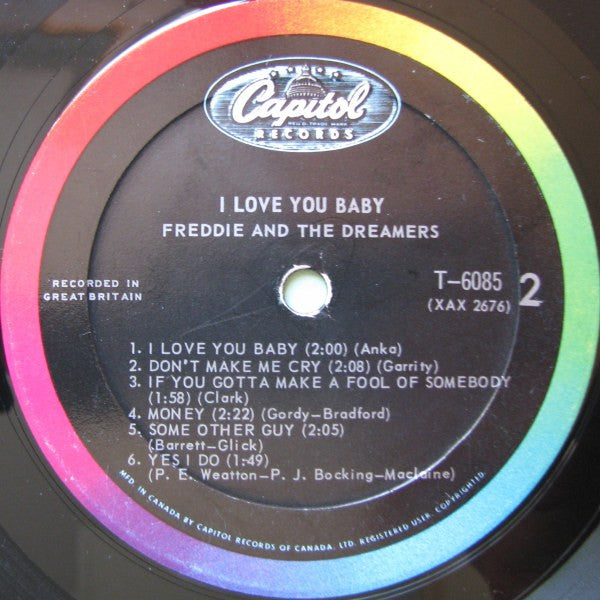 Capitol
REG. D. TRADE MARK
RECORDS
I LOVE YOU BABY
FREDDIE AND THE DREAMERS
RECORDED IN
GREAT BRITAIN
T-6085 2
(XAX 2676)
1. I LOVE YOU BABY (2:00) (Anka)
2. DON'T MAKE ME CRY (2:08) (Garrity)
3. IF YOU GOTTA MAKE A FOOL OF SOMEBODY
(1:58) (Clark)
4. MONEY (2:22) (Gordy—Bradford)
5. SOME OTHER GUY (2:05)
(Barrett—Glick)
6. YES I DO (1:49)
(P. E. Weatton—P. J. Bocking—Maclaine)
MFD. IN CANADA BY CAPITOL RECORDS OF CANADA, LTD. REGISTERED USER. COPYRIGHTED.